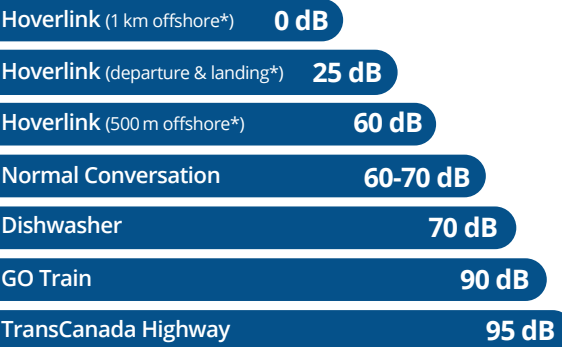 Hoverlink (1 km offshore*) 0 dB
Hoverlink (departure & landing*) 25 dB
Hoverlink (500 m offshore*) 60 dB
Normal Conversation 60-70 dB
Dishwasher 70 dB
GO Train 90 dB
TransCanada Highway 95 dB